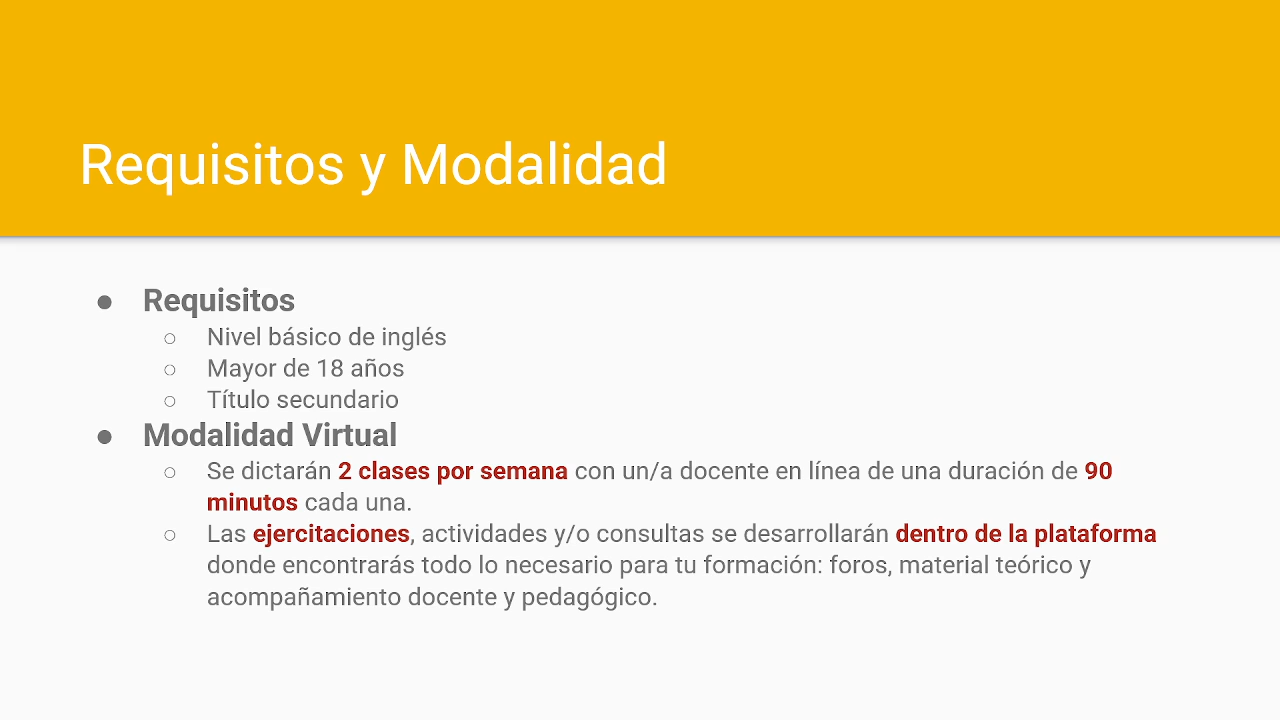 Requisitos y Modalidad
● Requisitos
○ Nivel básico de inglés
○ Mayor de 18 años
○ Título secundario
● Modalidad Virtual
○ Se dictarán 2 clases por semana con un/a docente en línea de una duración de 90
minutos cada una.
○ Las ejercitaciones, actividades y/o consultas se desarrollarán dentro de la plataforma
donde encontrarás todo lo necesario para tu formación: foros, material teórico y
acompañamiento docente y pedagógico.